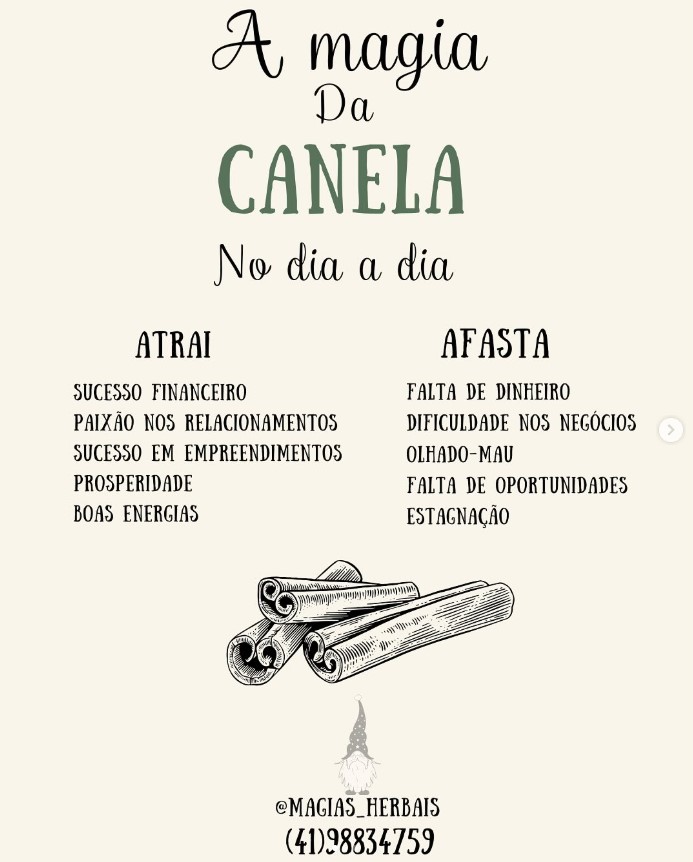 A magia
Da
CANELA
No dia a dia
ATRAI
SUCESSO FINANCEIRO
PAIXÃO NOS RELACIONAMENTOS
SUCESSO EM EMPREENDIMENTOS
PROSPERIDADE
BOAS ENERGIAS
AFASTA
FALTA DE DINHEIRO
DIFICULDADE NOS NEGÓCIOS
OLHADO-MAU
FALTA DE OPORTUNIDADES
ESTAGNAÇÃO
@MAGIAS_HERBAIS
(41)98834759